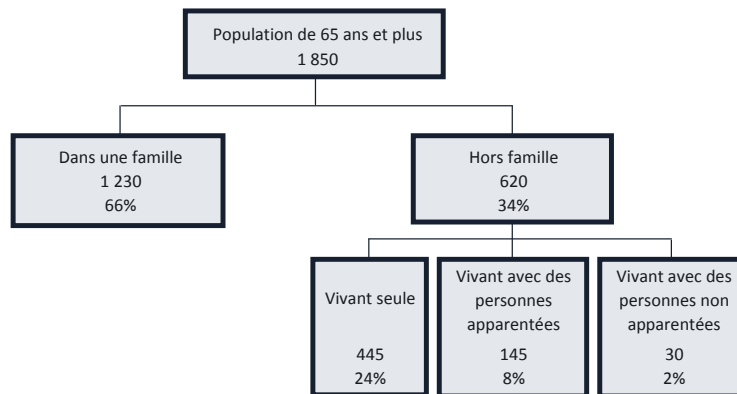 Population de 65 ans et plus
1 850
Dans une famille
1 230
66%
Hors famille
620
34%
Vivant seule
445
24%
Vivant avec des
personnes
apparentées
145
8%
Vivant avec des
personnes non
apparentées
30
2%